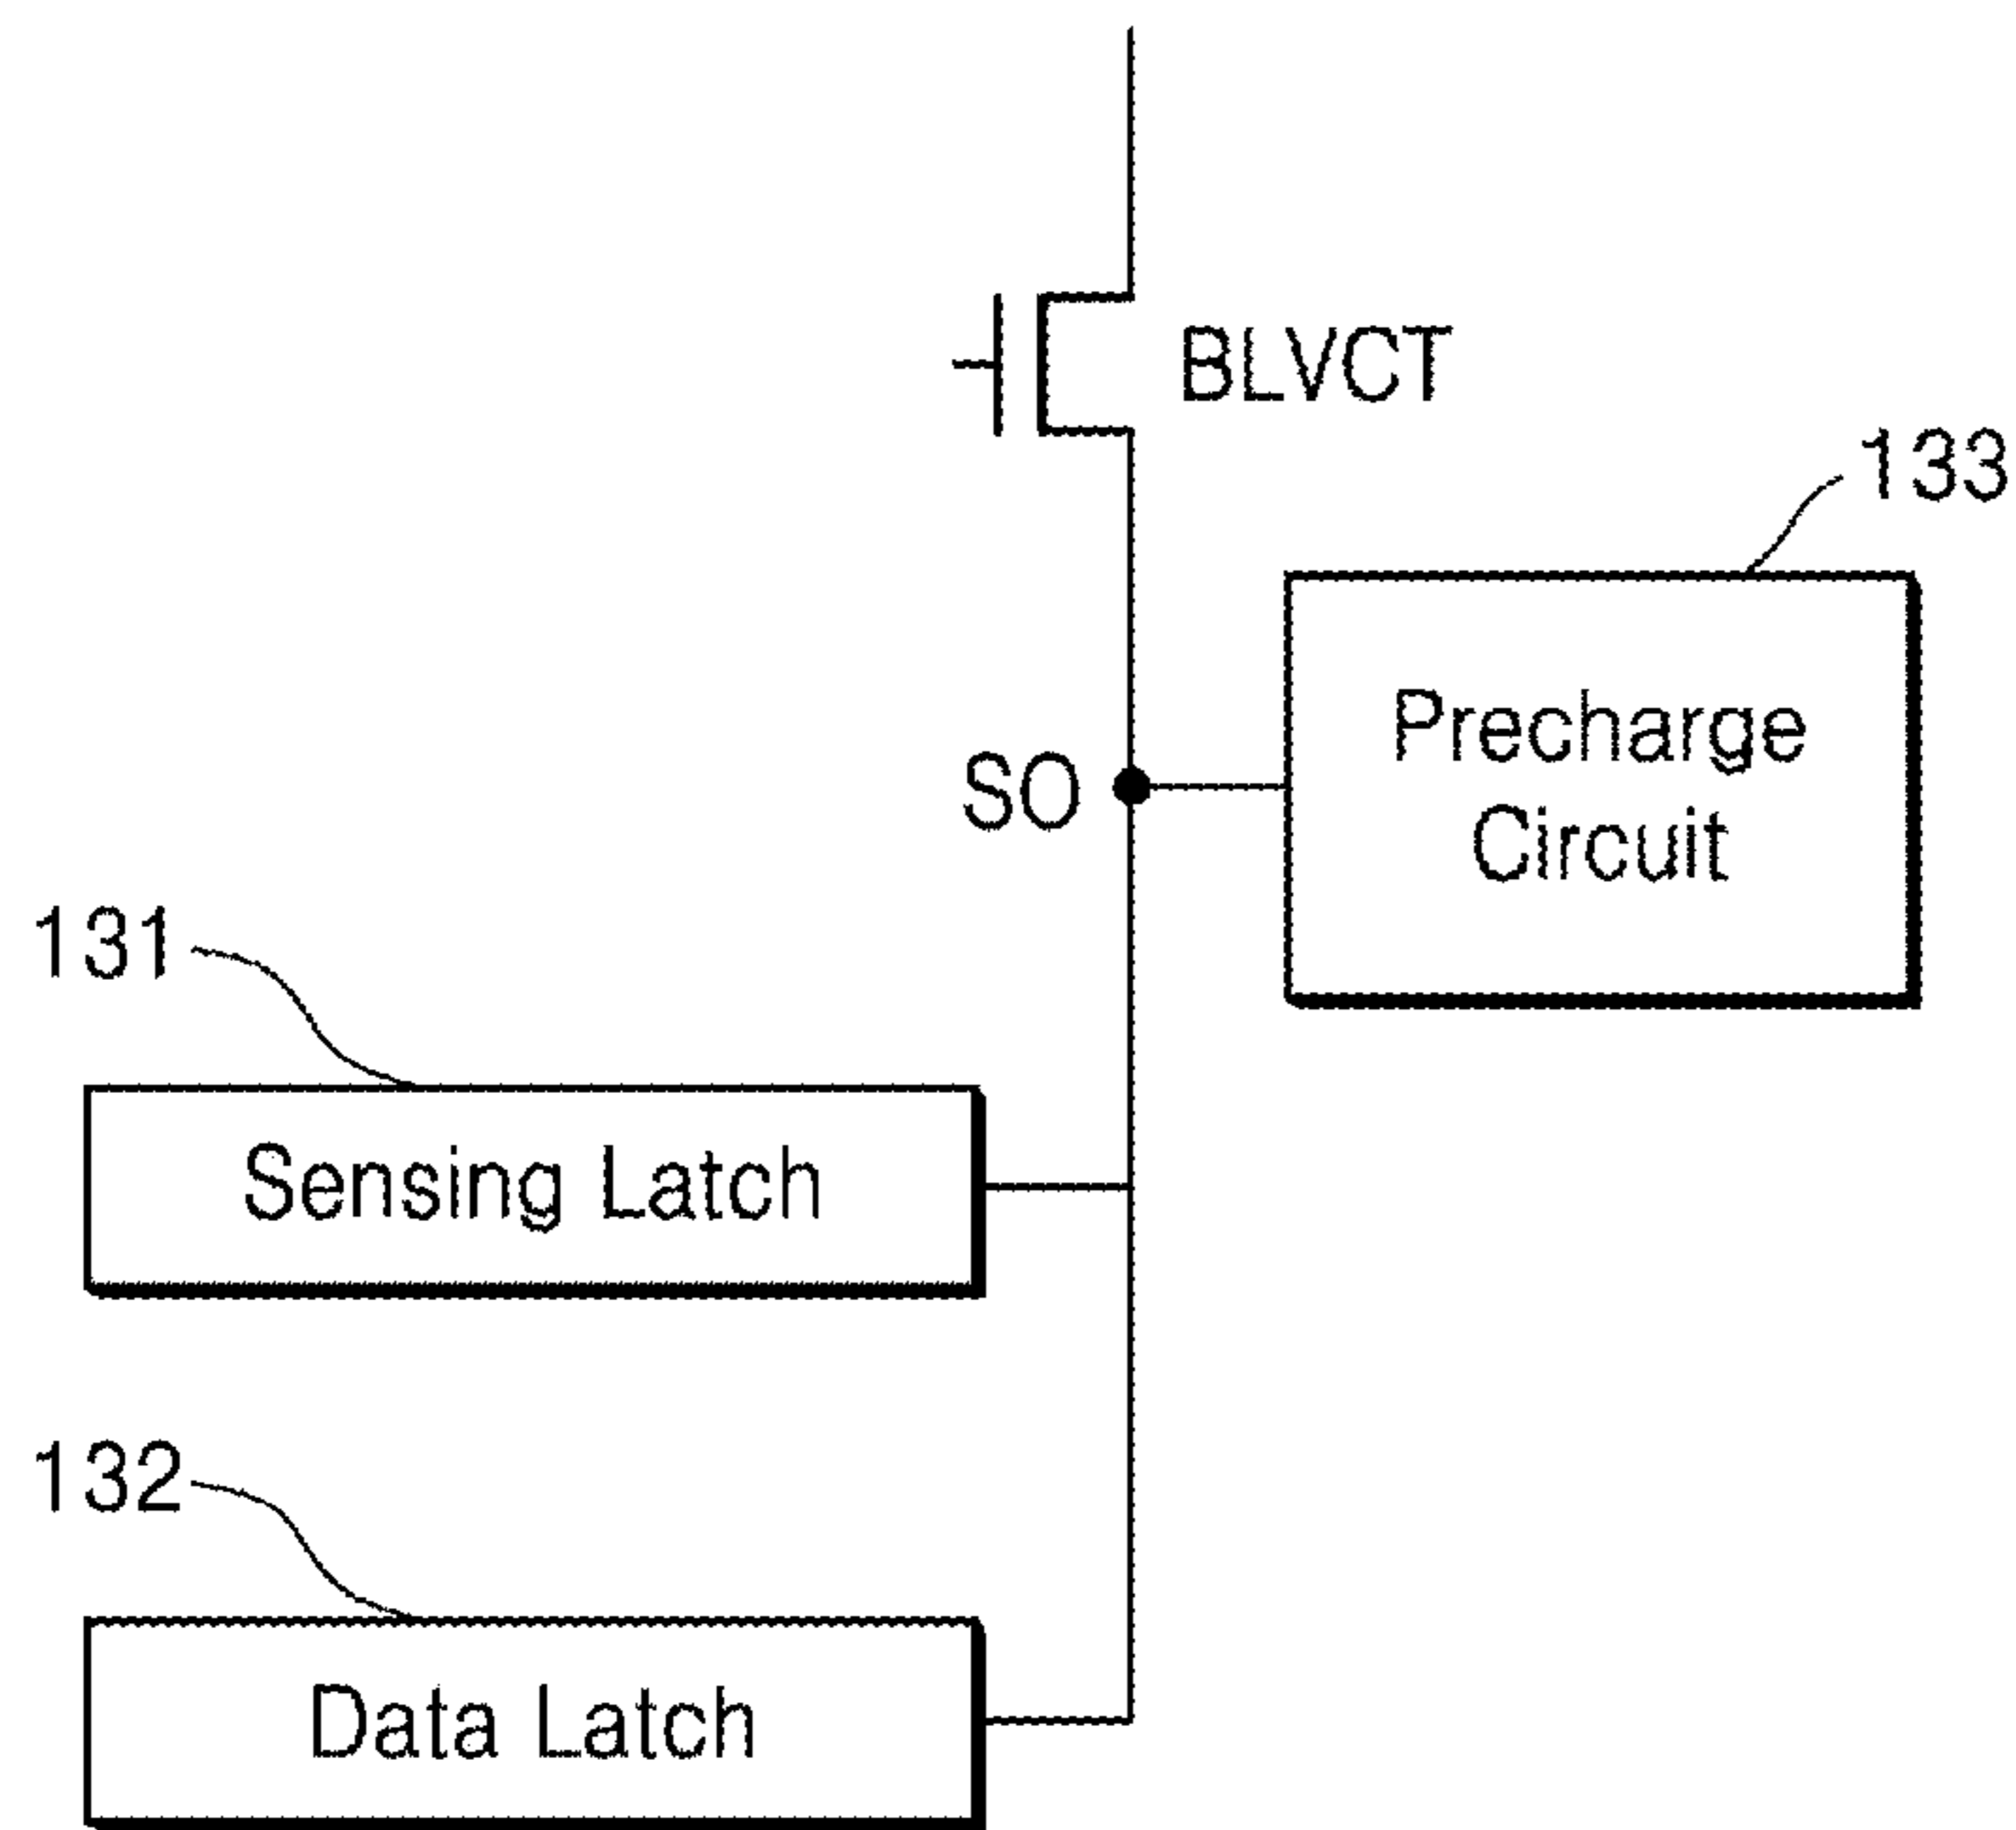 BLVCT
133
Precharge
Circuit
SO
131
Sensing Latch
132
Data Latch